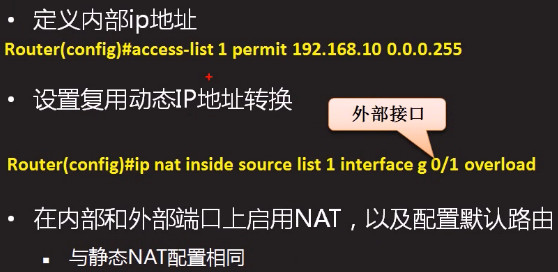 • 定义内部ip地址
Router(config)#access-list 1 permit 192.168.10 0.0.0.255
• 设置复用动态IP地址转换
外部接口
Router(config)#ip nat inside source list 1 interface g 0/1 overload
• 在内部和外部端口上启用NAT，以及配置默认路由
▪ 与静态NAT配置相同